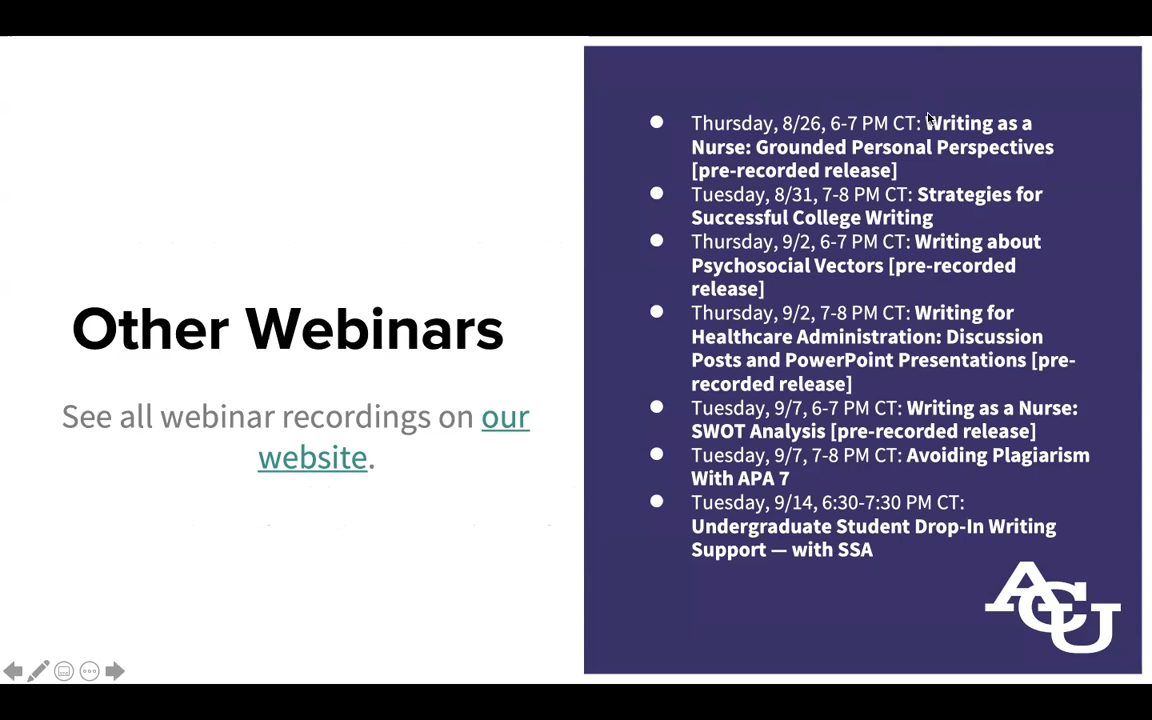 Other Webinars
See all webinar recordings on our
website.
Thursday, 8/26, 6-7 PM CT: Writing as a
Nurse: Grounded Personal Perspectives
[pre-recorded release]
Tuesday, 8/31, 7-8 PM CT: Strategies for
Successful College Writing
Thursday, 9/2, 6-7 PM CT: Writing about
Psychosocial Vectors [pre-recorded
release]
Thursday, 9/2, 7-8 PM CT: Writing for
Healthcare Administration: Discussion
Posts and PowerPoint Presentations [pre-
recorded release]
Tuesday, 9/7, 6-7 PM CT: Writing as a Nurse:
SWOT Analysis [pre-recorded release]
Tuesday, 9/7, 7-8 PM CT: Avoiding Plagiarism
With APA 7
Tuesday, 9/14, 6:30-7:30 PM CT:
Undergraduate Student Drop-In Writing
Support — with SSA
ACU